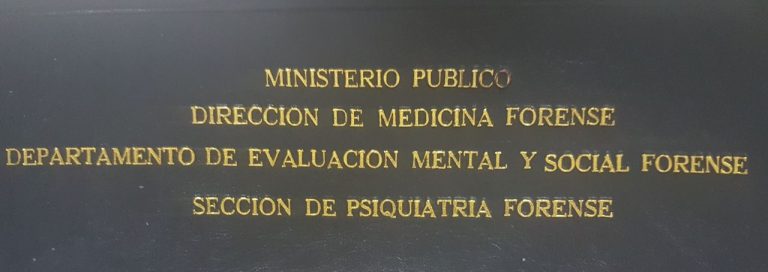 MINISTERIO PUBLICO
DIRECCION DE MEDICINA FORENSE
DEPARTAMENTO DE EVALUACION MENTAL Y SOCIAL FORENSE
SECCION DE PSIQUIATRIA FORENSE